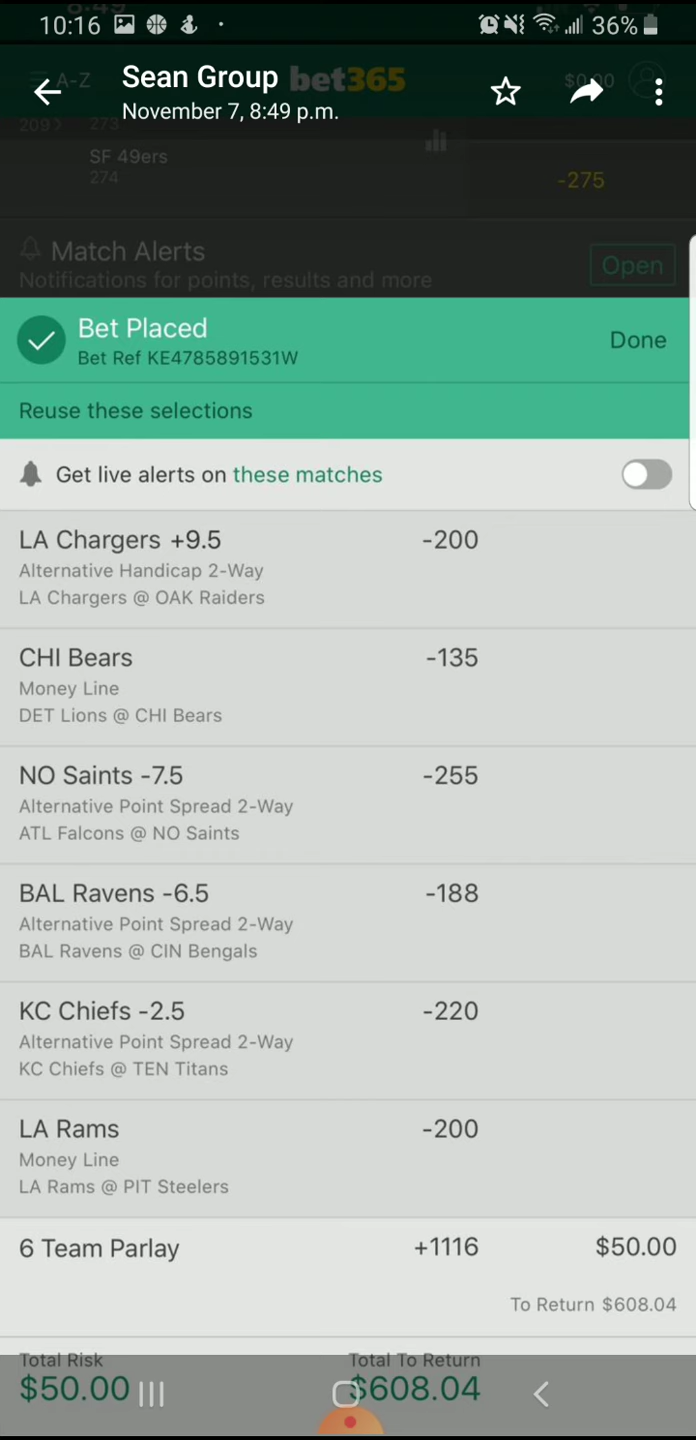 10:16
36%
A-Z
Sean Group
bet365
$0.00
November 7, 8:49 p.m.
209>
273
SF 49ers
274
-275
Match Alerts
Notifications for points, results and more
Open
Bet Placed
Bet Ref KE4785891531W
Done
Reuse these selections
Get live alerts on these matches
LA Chargers +9.5 -200
Alternative Handicap 2-Way
LA Chargers @ OAK Raiders
CHI Bears -135
Money Line
DET Lions @ CHI Bears
NO Saints -7.5 -255
Alternative Point Spread 2-Way
ATL Falcons @ NO Saints
BAL Ravens -6.5 -188
Alternative Point Spread 2-Way
BAL Ravens @ CIN Bengals
KC Chiefs -2.5 -220
Alternative Point Spread 2-Way
KC Chiefs @ TEN Titans
LA Rams -200
Money Line
LA Rams @ PIT Steelers
6 Team Parlay +1116 $50.00
To Return $608.04
Total Risk Total To Return
$50.00 $608.04